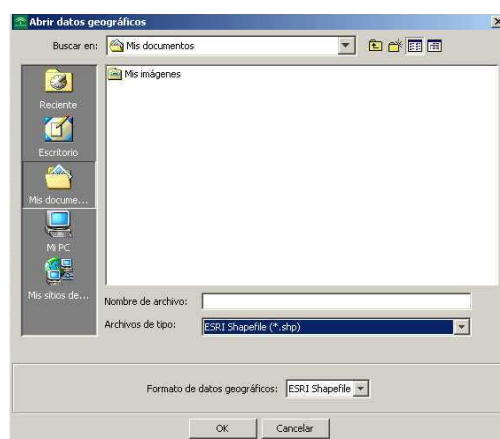 Abrir datos geográficos
Buscar en: Mis documentos
Mis imágenes
Reciente
Escritorio
Mis docume...
Mi PC
Mis sitios de...
Nombre de archivo:
Archivos de tipo: ESRI Shapefile (*.shp)
Formato de datos geográficos: ESRI Shapefile
OK Cancelar